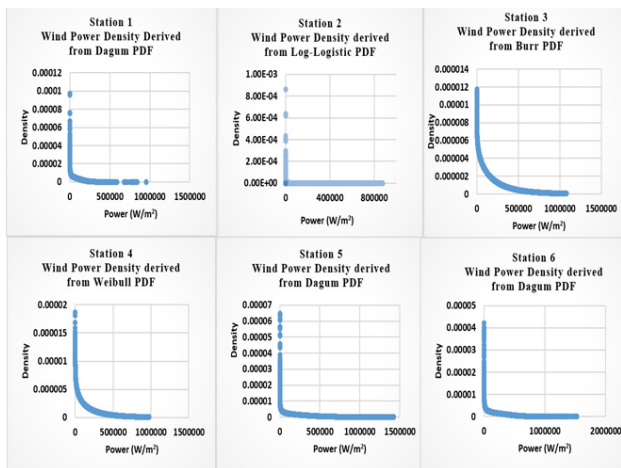 Station 1
Wind Power Density Derived
from Dagum PDF
0.00012
0.0001
0.00008
0.00006
0.00004
0.00002
0
Density
0 500000 1000000 1500000
Power (W/m²)
Station 2
Wind Power Density derived
from Log-Logistic PDF
1.00E-03
8.00E-04
6.00E-04
4.00E-04
2.00E-04
0.00E+00
Density
0 400000 800000
Power (W/m²)
Station 3
Wind Power Density derived
from Burr PDF
0.000014
0.000012
0.00001
0.000008
0.000006
0.000004
0.000002
0
Density
0 500000 1000000 1500000
Power (W/m²)
Station 4
Wind Power Density derived
from Weibull PDF
0.00002
0.000015
0.00001
0.000005
0
Density
0 500000 1000000 1500000
Power (W/m²)
Station 5
Wind Power Density derived
from Dagum PDF
0.00007
0.00006
0.00005
0.00004
0.00003
0.00002
0.00001
0
Density
0 500000 1000000 1500000
Power (W/m²)
Station 6
Wind Power Density derived
from Dagum PDF
0.00005
0.00004
0.00003
0.00002
0.00001
0
Density
0 1000000 2000000
Power (W/m²)